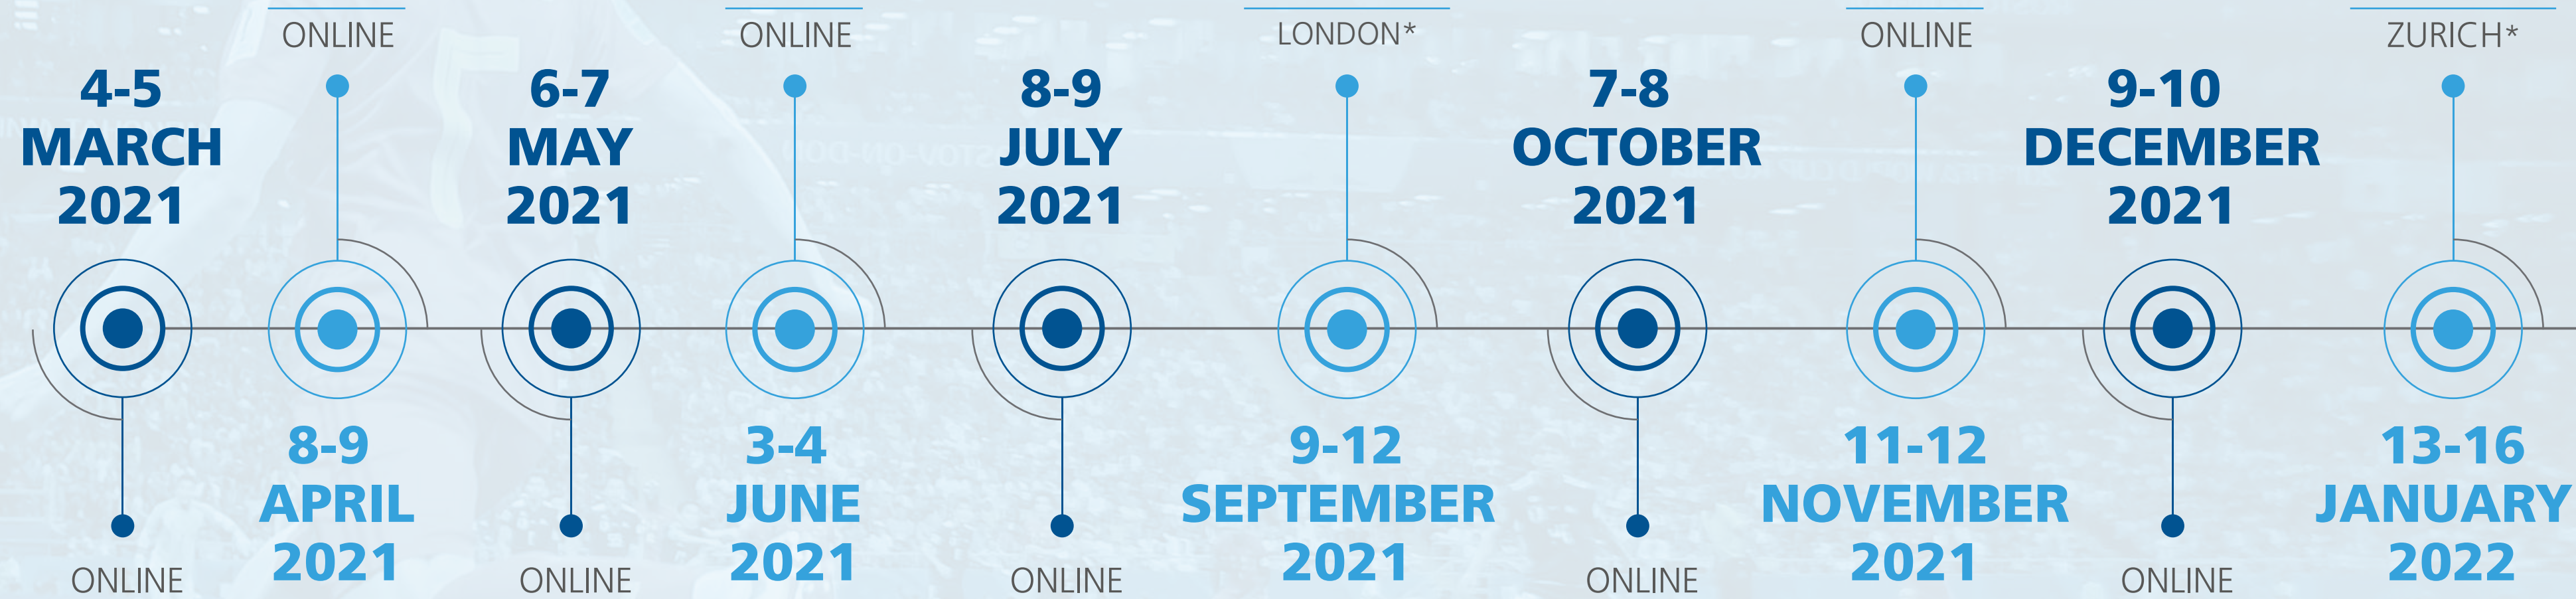 4-5
MARCH
2021
ONLINE
ONLINE
8-9
APRIL
2021
6-7
MAY
2021
ONLINE
ONLINE
3-4
JUNE
2021
8-9
JULY
2021
ONLINE
LONDON*
9-12
SEPTEMBER
2021
7-8
OCTOBER
2021
ONLINE
ONLINE
11-12
NOVEMBER
2021
9-10
DECEMBER
2021
ONLINE
ZURICH*
13-16
JANUARY
2022